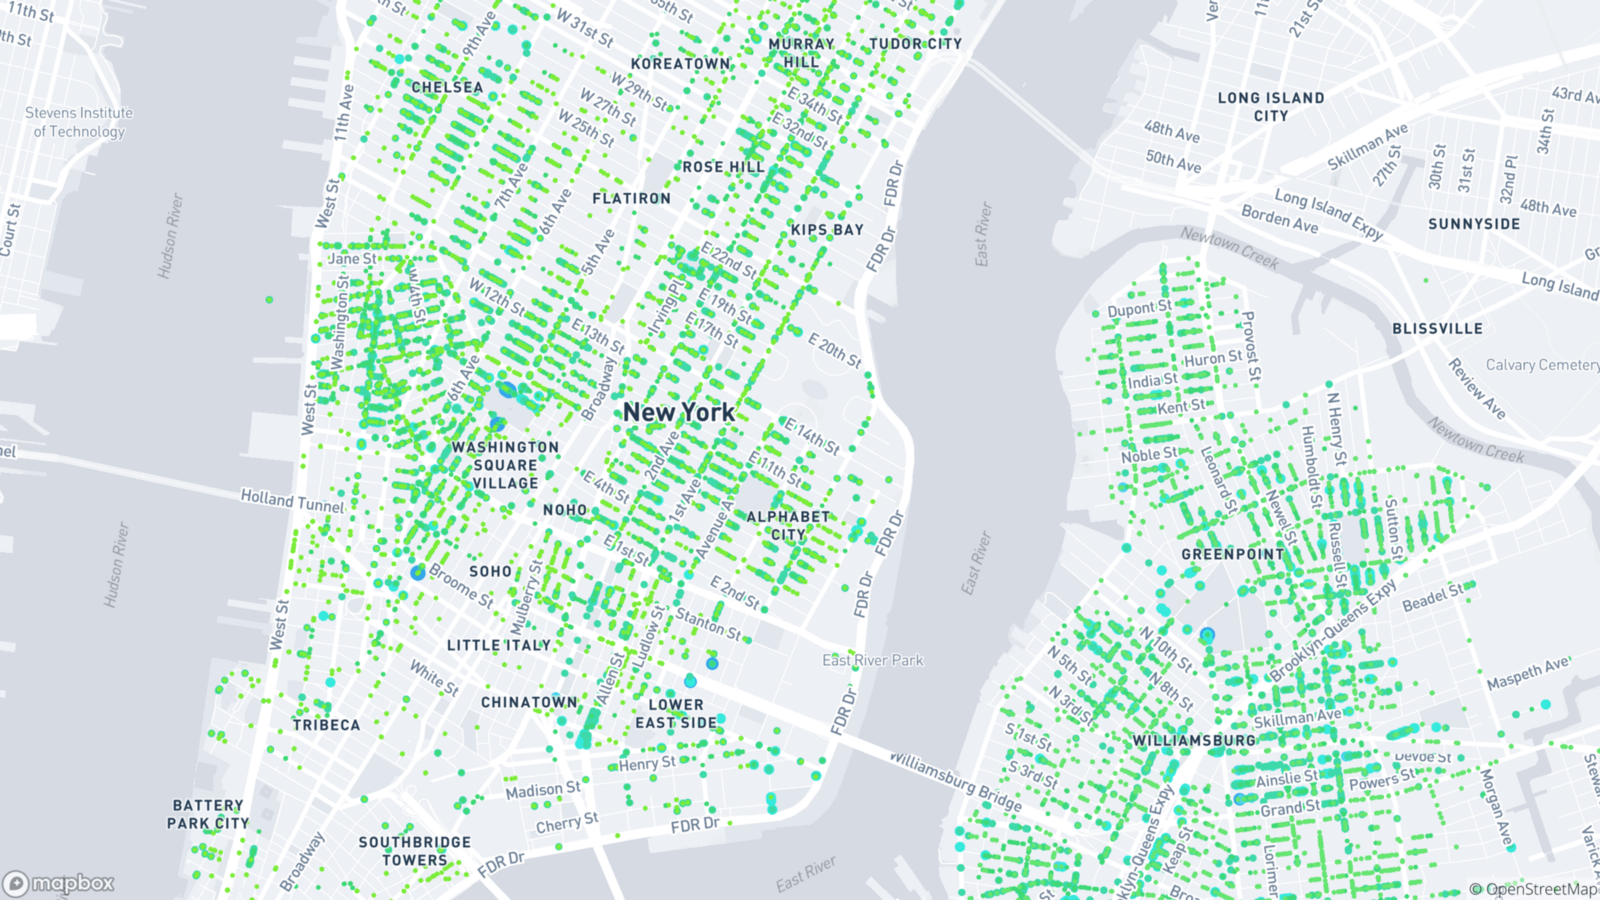 11th St
W 31st St
35th St
9th Ave
MURRAY
HILL
TUDOR CITY
11th
21st St
KOREATOWN
CHELSEA
W 29th St
W 27th St
W 25th St
11th Ave
E 34th St
E 32nd St
LONG ISLAND
CITY
43rd Av
48th Ave
50th Ave
Skillman Ave
27th St
30th St
31st St
32nd Pl
34th St
48th Ave
Stevens Institute
of Technology
ROSE HILL
7th Ave
6th Ave
5th Ave
FLATIRON
FDR Dr
Long Island Expy
Borden Ave
SUNNYSIDE
Court St
Hudson River
West St
KIPS BAY
East River
Newtown Creek
Jane St
E 22nd St
FDR Dr
Long Island
W 4th St
Washington St
W 12th St
E 13th St
Irving Pl
E 19th St
E 17th St
E 20th St
Dupont St
Provost St
Huron St
India St
Kent St
BLISSVILLE
Calvary Cemetery
Review Ave
6th Ave
Broadway
West St
New York
E 14th St
E 11th St
2nd Ave
1st Ave
Avenue A
N Henry St
Humboldt St
Noble St
Leonard St
Newel St
Russell St
Sutton St
Newtown Creek
WASHINGTON
SQUARE
VILLAGE
Holland Tunnel
E 4th St
NOHO
ALPHABET
CITY
FDR Dr
E 1st St
Hudson River
SOHO
Broome St
Mulberry St
E 2nd St
FDR Dr
East River
GREENPOINT
Beadel St
Brooklyn-Queens Expy
West St
LITTLE ITALY
Ludlow St
Stanton St
East River Park
N 10th St
N 5th St
N 8th St
N 3rd St
White St
Allen St
Maspeth Ave
CHINATOWN
LOWER
EAST SIDE
FDR Dr
TRIBECA
Skillman Ave
S 1st St
WILLIAMSBURG
S 3rd St
Devoe St
Henry St
Williamsburg Bridge
Ainslie St
Powers St
Grand St
Madison St
Cherry St
FDR Dr
BATTERY
PARK CITY
SOUTHBRIDGE
TOWERS
Broadway
FDR Dr
East River
Keap St
Lorimer
Morgan Ave
Varick Av
mapbox
© OpenStreetMap